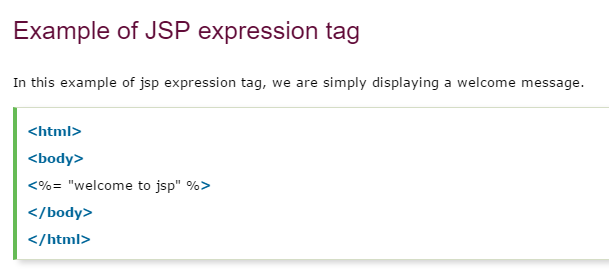 Example of JSP expression tag
In this example of jsp expression tag, we are simply displaying a welcome message.
<html>
<body>
<%= "welcome to jsp" %>
</body>
</html>